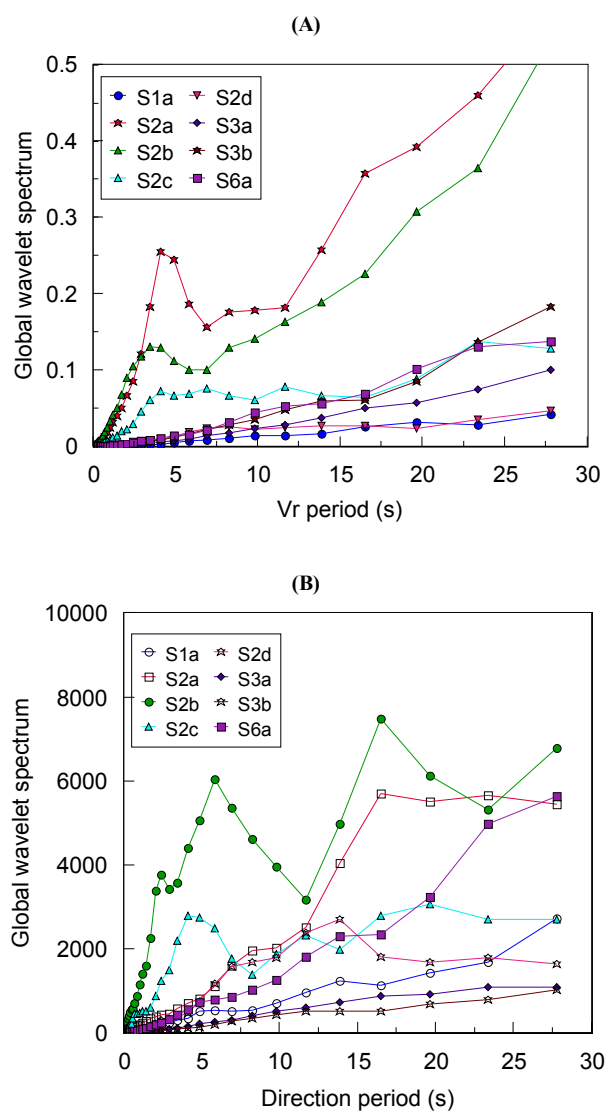 (A)
Global wavelet spectrum
0.5
0.4
0.3
0.2
0.1
0
S1a S2d
S2a S3a
S2b S3b
S2c S6a
0 5 10 15 20 25 30
Vr period (s)
(B)
Global wavelet spectrum
10000
8000
6000
4000
2000
0
S1a S2d
S2a S3a
S2b S3b
S2c S6a
0 5 10 15 20 25 30
Direction period (s)